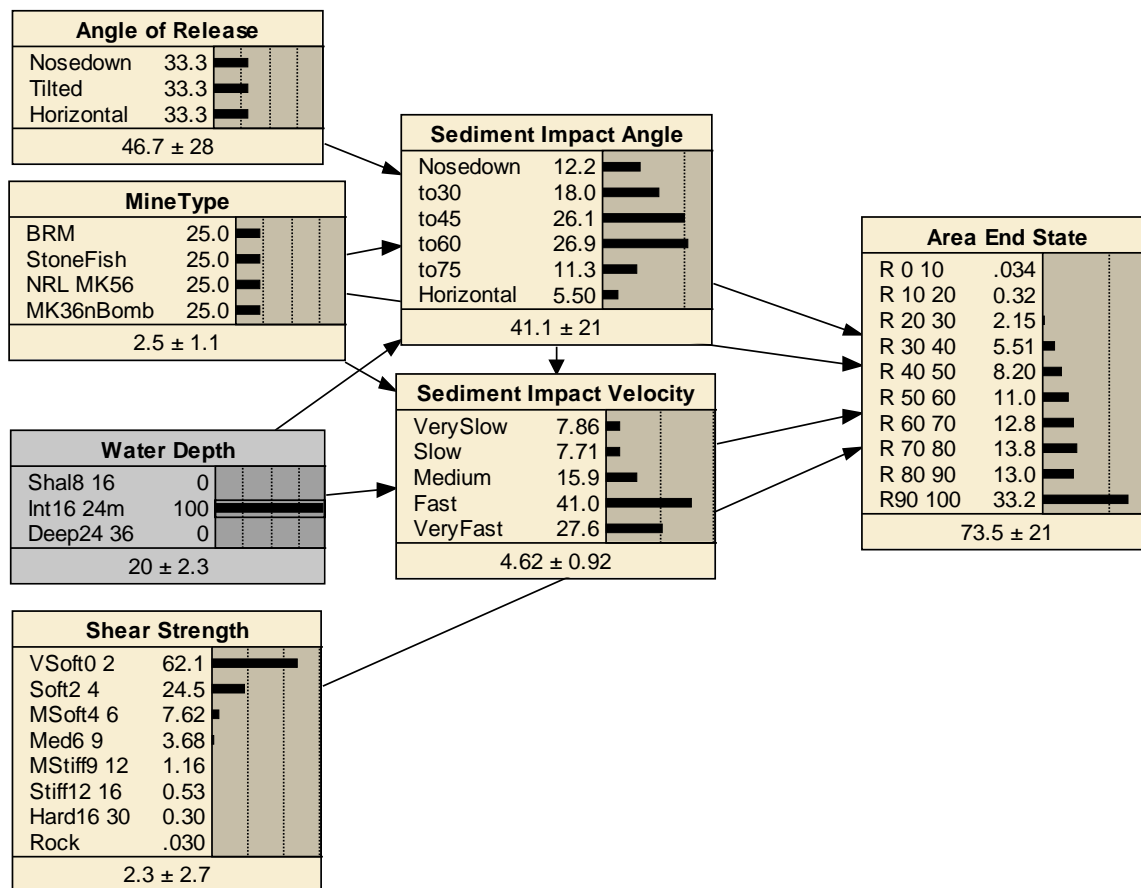 Angle of Release
Nosedown 33.3
Tilted 33.3
Horizontal 33.3
46.7 ± 28
MineType
BRM 25.0
StoneFish 25.0
NRL MK56 25.0
MK36nBomb 25.0
2.5 ± 1.1
Water Depth
Shal8 16 0
Int16 24m 100
Deep24 36 0
20 ± 2.3
Shear Strength
VSoft0 2 62.1
Soft2 4 24.5
MSoft4 6 7.62
Med6 9 3.68
MStiff9 12 1.16
Stiff12 16 0.53
Hard16 30 0.30
Rock .030
2.3 ± 2.7
Sediment Impact Angle
Nosedown 12.2
to30 18.0
to45 26.1
to60 26.9
to75 11.3
Horizontal 5.50
41.1 ± 21
Sediment Impact Velocity
VerySlow 7.86
Slow 7.71
Medium 15.9
Fast 41.0
VeryFast 27.6
4.62 ± 0.92
Area End State
R 0 10 .034
R 10 20 0.32
R 20 30 2.15
R 30 40 5.51
R 40 50 8.20
R 50 60 11.0
R 60 70 12.8
R 70 80 13.8
R 80 90 13.0
R90 100 33.2
73.5 ± 21